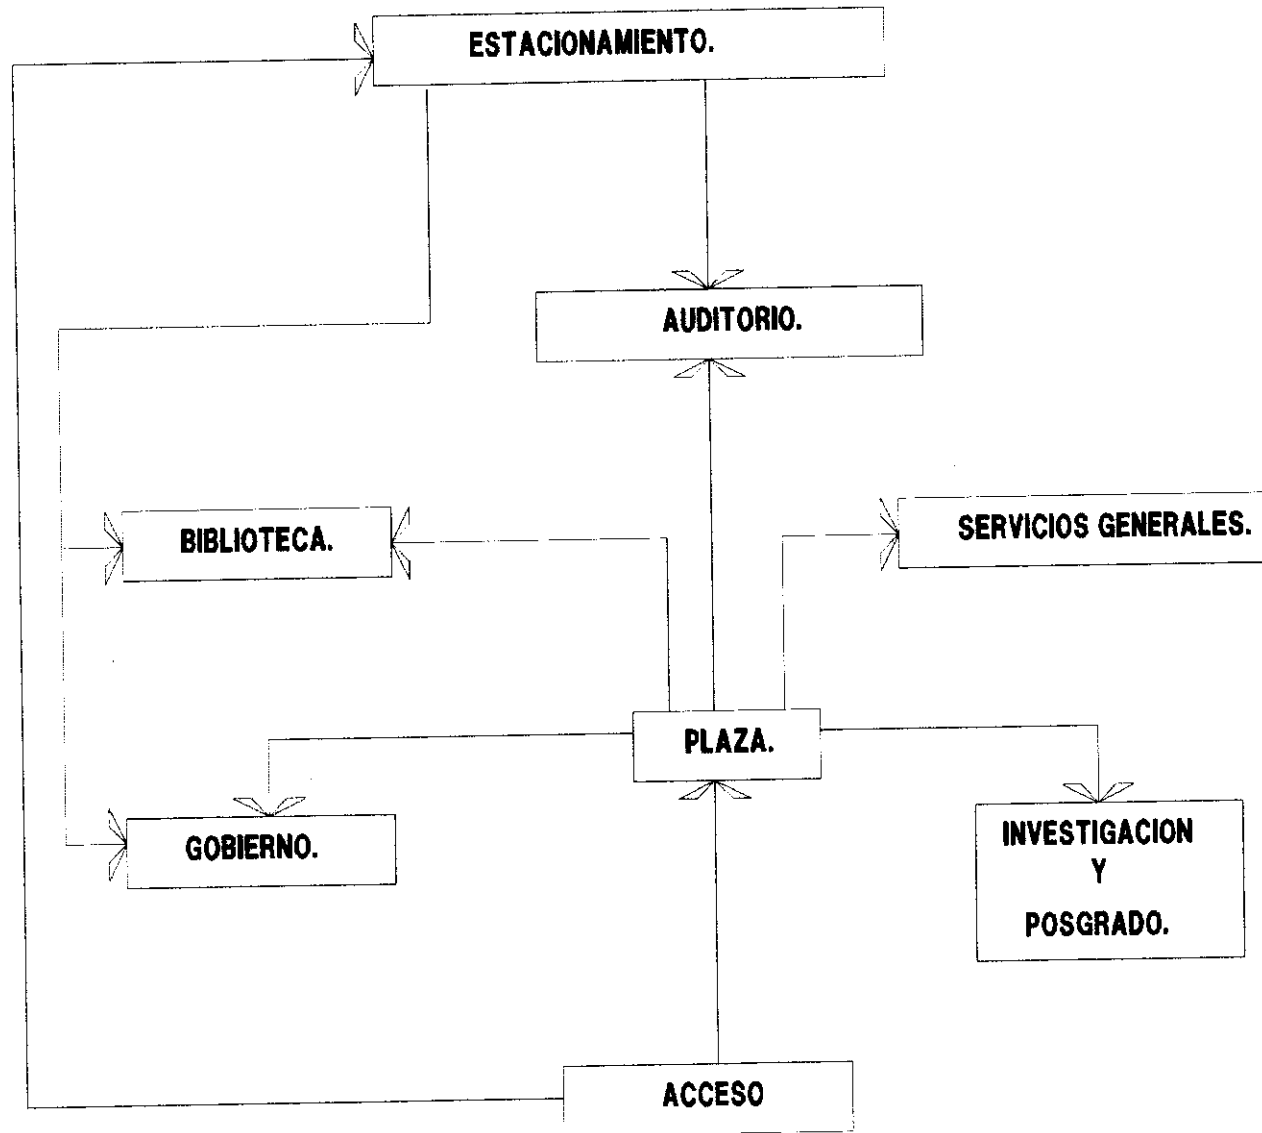 ESTACIONAMIENTO.
AUDITORIO.
BIBLIOTECA.
SERVICIOS GENERALES.
PLAZA.
GOBIERNO.
INVESTIGACION
Y
POSGRADO.
ACCESO